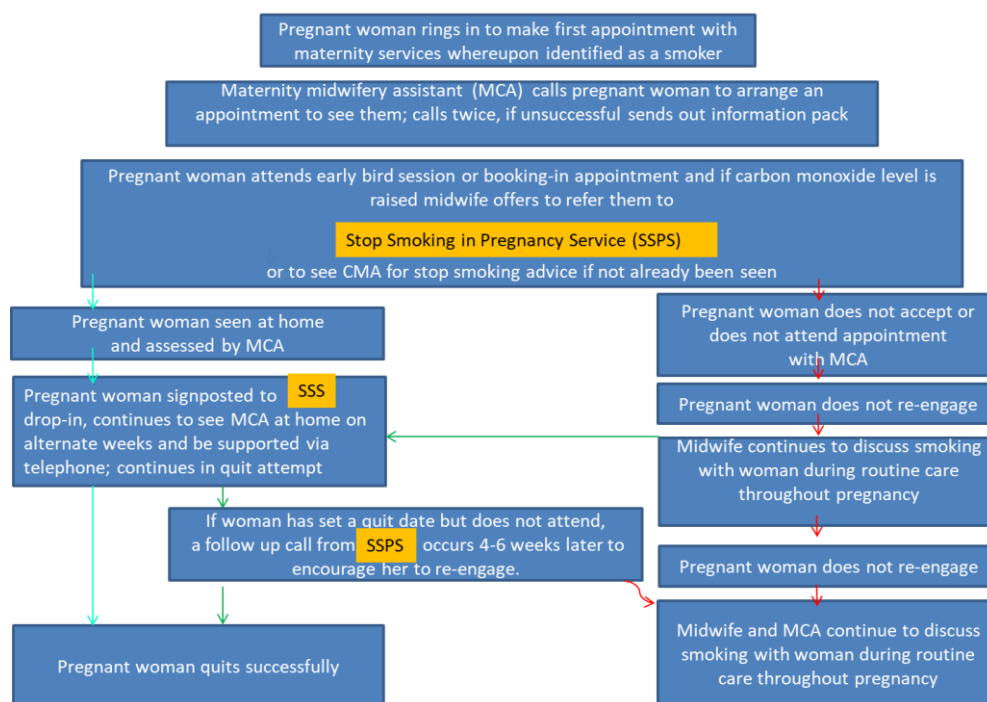 Pregnant woman rings in to make first appointment with
maternity services whereupon identified as a smoker
Maternity midwifery assistant (MCA) calls pregnant woman to arrange an
appointment to see them; calls twice, if unsuccessful sends out information pack
Pregnant woman attends early bird session or booking-in appointment and if carbon monoxide level is
raised midwife offers to refer them to
Stop Smoking in Pregnancy Service (SSPS)
or to see CMA for stop smoking advice if not already been seen
Pregnant woman seen at home
and assessed by MCA
Pregnant woman signposted to SSS
drop-in, continues to see MCA at home on
alternate weeks and be supported via
telephone; continues in quit attempt
Pregnant woman does not accept or
does not attend appointment
with MCA
Pregnant woman does not re-engage
Midwife continues to discuss smoking
with woman during routine care
throughout pregnancy
If woman has set a quit date but does not attend,
a follow up call from SSPS occurs 4-6 weeks later to
encourage her to re-engage.
Pregnant woman does not re-engage
Midwife and MCA continue to discuss
smoking with woman during routine
care throughout pregnancy
Pregnant woman quits successfully